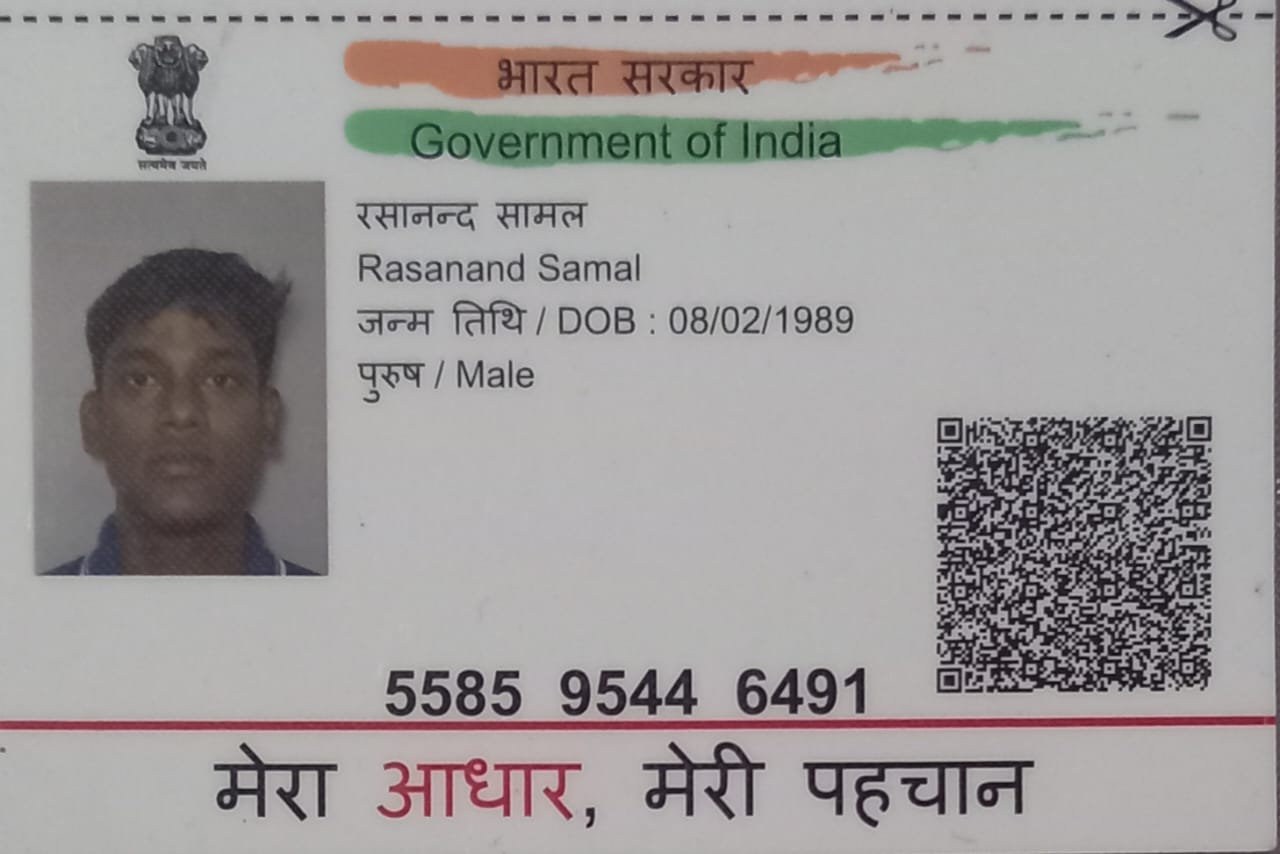 भारत सरकार
Government of India
सत्यमेव जयते
रसानन्द सामल
Rasanand Samal
जन्म तिथि / DOB : 08/02/1989
पुरुष / Male
5585 9544 6491
मेरा आधार, मेरी पहचान